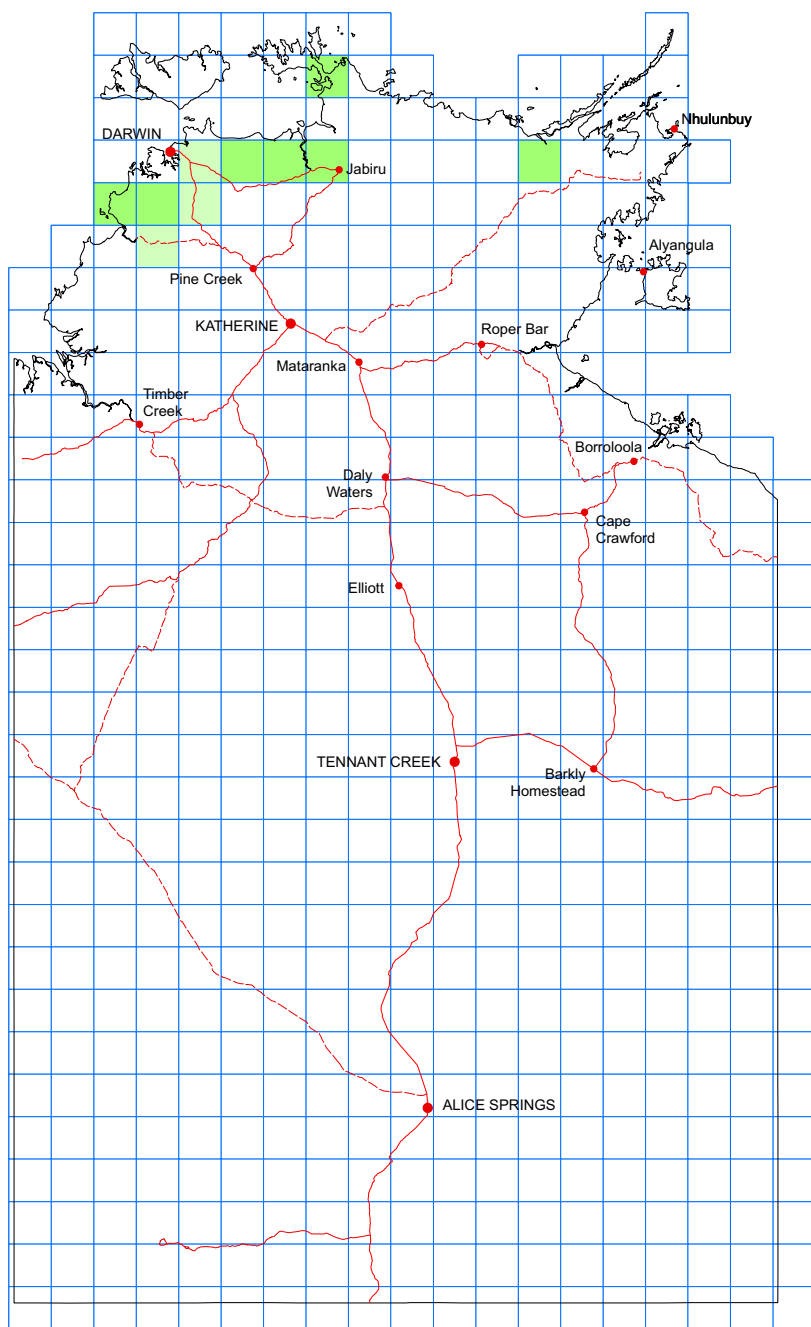 Nhulunbuy
DARWIN
Jabiru
Alyangula
Pine Creek
KATHERINE
Roper Bar
Mataranka
Timber
Creek
Borroloola
Daly
Waters
Cape
Crawford
Elliott
TENNANT CREEK
Barkly
Homestead
ALICE SPRINGS